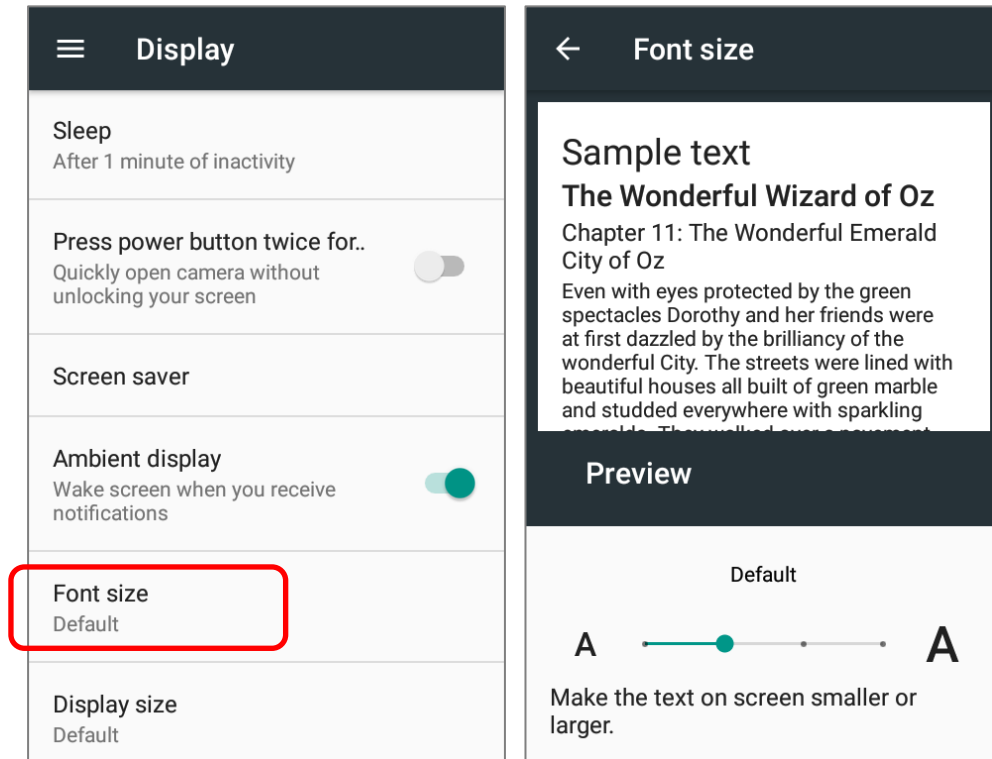 Display
Sleep
After 1 minute of inactivity
Press power button twice for..
Quickly open camera without
unlocking your screen
Screen saver
Ambient display
Wake screen when you receive
notifications
Font size
Default
Display size
Default
Font size
Sample text
The Wonderful Wizard of Oz
Chapter 11: The Wonderful Emerald
City of Oz
Even with eyes protected by the green
spectacles Dorothy and her friends were
at first dazzled by the brilliancy of the
wonderful City. The streets were lined with
beautiful houses all built of green marble
and studded everywhere with sparkling
emeralds. They walked over a pavement
Preview
Default
A A
Make the text on screen smaller or
larger.